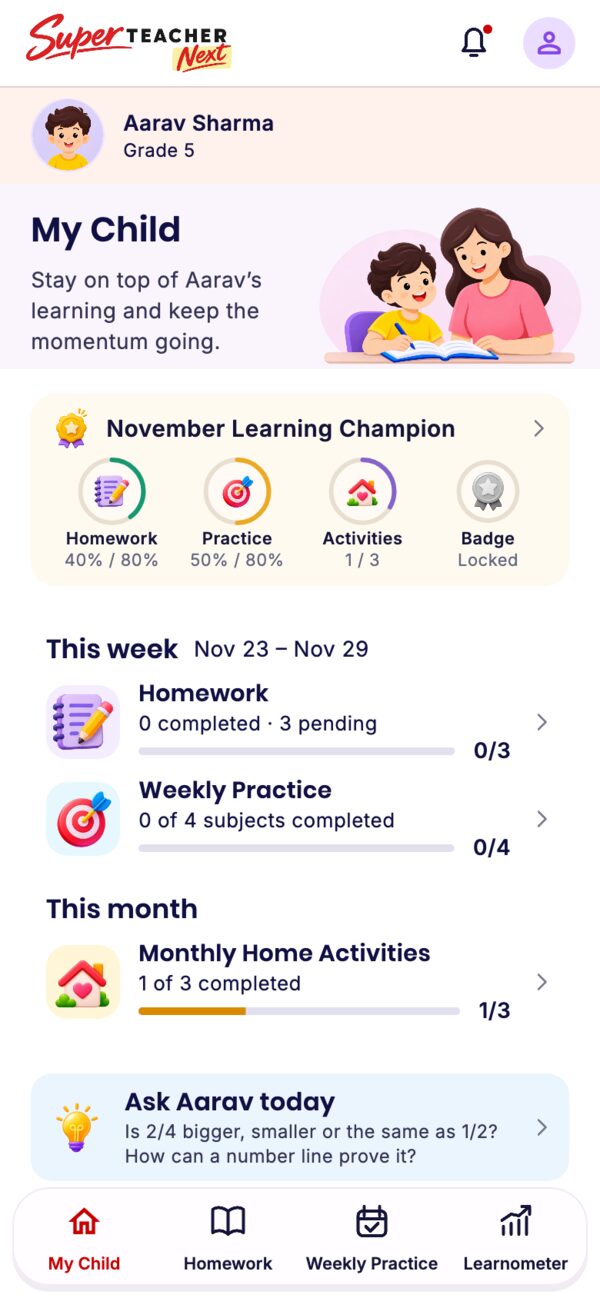 Super TEACHER
Next
Aarav Sharma
Grade 5
My Child
Stay on top of Aarav’s
learning and keep the
momentum going.
November Learning Champion
Homework Practice Activities Badge
40% / 80% 50% / 80% 1 / 3 Locked
This week Nov 23 – Nov 29
Homework
0 completed · 3 pending
0/3
Weekly Practice
0 of 4 subjects completed
0/4
This month
Monthly Home Activities
1 of 3 completed
1/3
Ask Aarav today
Is 2/4 bigger, smaller or the same as 1/2?
How can a number line prove it?
My Child Homework Weekly Practice Learnometer